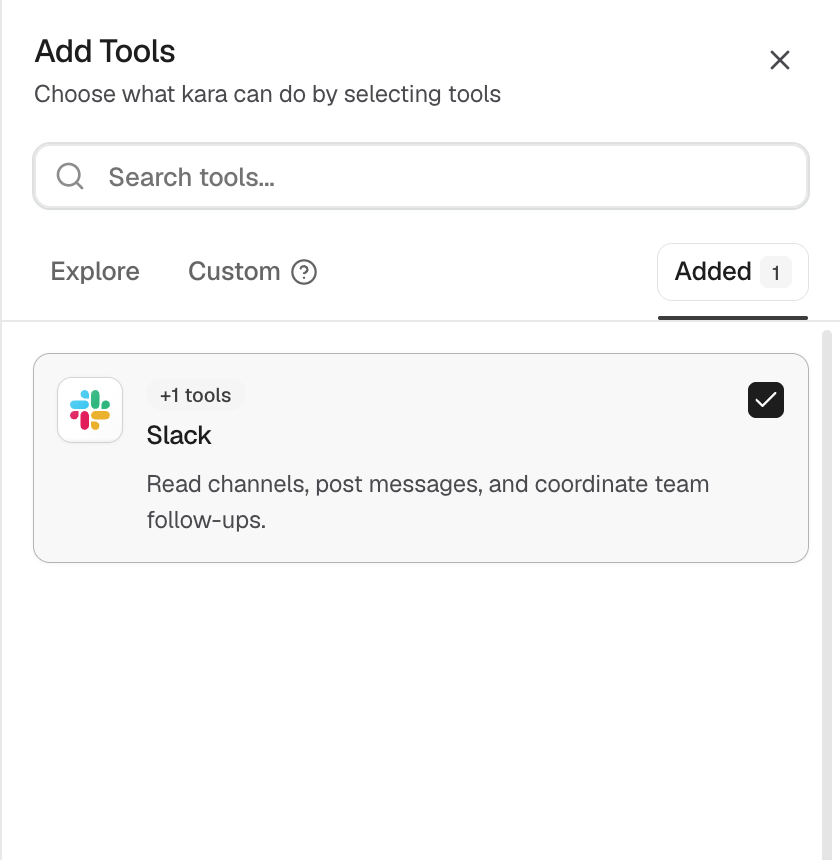 Add Tools
Choose what kara can do by selecting tools
Search tools...
Explore
Custom
Added 1
+1 tools
Slack
Read channels, post messages, and coordinate team
follow-ups.